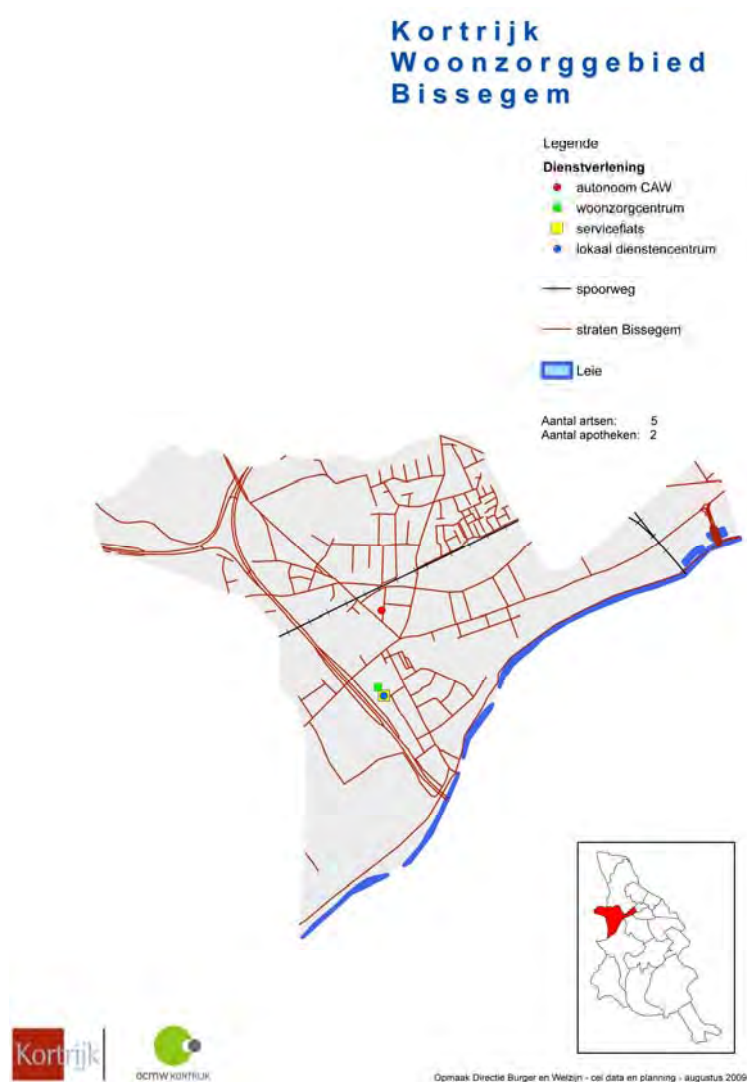 Kortrijk
Woonzorggebied
Bissegem
Legende
Dienstverlening
autonoom CAW
woonzorgcentrum
serviceflats
lokaal dienstencentrum
spoorweg
straten Bissegem
Leie
Aantal artsen: 5
Aantal apotheken: 2
Kortrijk
OCMW KORTRIJK
Opmaak Directie Burger en Welzijn - cel data en planning - augustus 2009